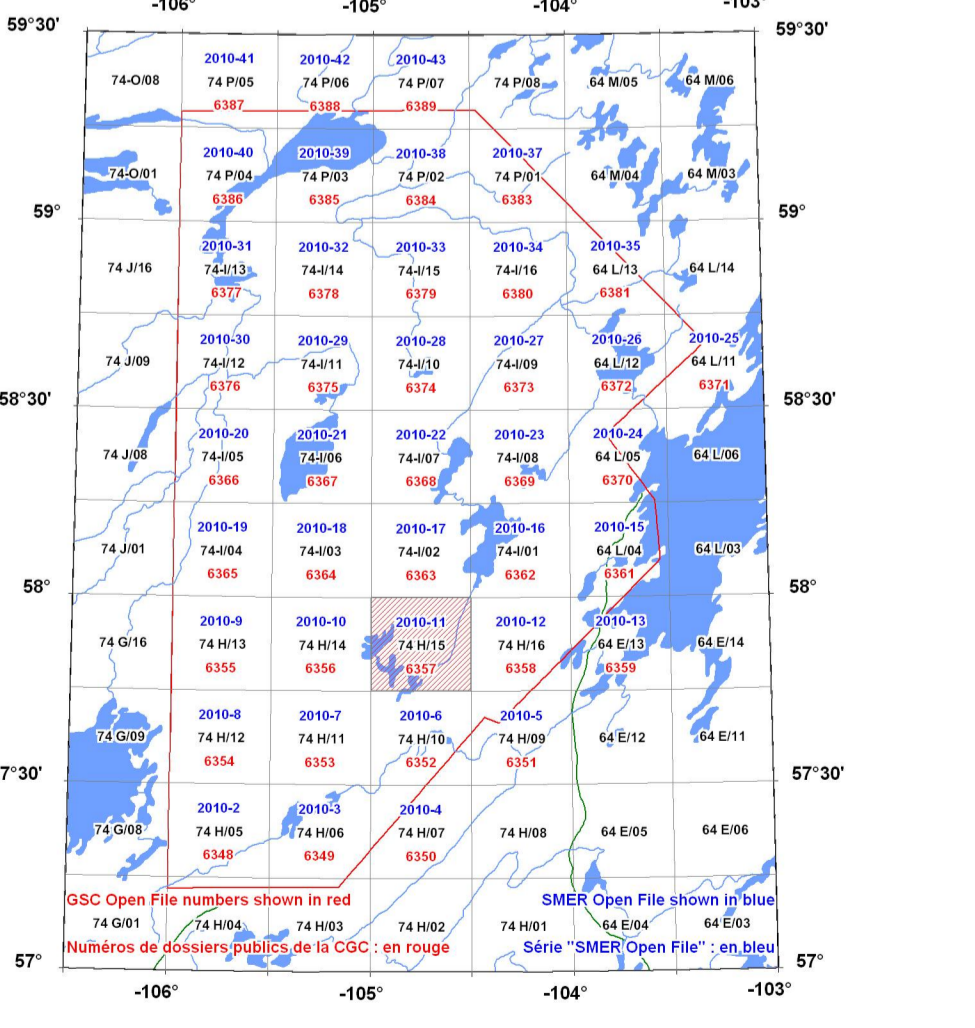 -106° -105° -104° -103°
59°30' 59°30'
2010-41 2010-42 2010-43
74-O/08 74 P/05 74 P/06 74 P/07 74 P/08 64 M/05 64 M/06
6387 6388 6389
2010-40 2010-39 2010-38 2010-37
74-O/01 74 P/04 74 P/03 74 P/02 74 P/01 64 M/04 64 M/03
6386 6385 6384 6383
59° 59°
2010-31 2010-32 2010-33 2010-34 2010-35
74 J/16 74-I/13 74-I/14 74-I/15 74-I/16 64 L/13 64 L/14
6377 6378 6379 6380 6381
2010-30 2010-29 2010-28 2010-27 2010-26 2010-25
74 J/09 74-I/12 74-I/11 74-I/10 74-I/09 64 L/12 64 L/11
6376 6375 6374 6373 6372 6371
58°30' 58°30'
2010-20 2010-21 2010-22 2010-23 2010-24
74 J/08 74-I/05 74-I/06 74-I/07 74-I/08 64 L/05 64 L/06
6366 6367 6368 6369 6370
2010-19 2010-18 2010-17 2010-16 2010-15
74 J/01 74-I/04 74-I/03 74-I/02 74-I/01 64 L/04 64 L/03
6365 6364 6363 6362 6361
58° 58°
2010-9 2010-10 2010-11 2010-12 2010-13
74 G/16 74 H/13 74 H/14 74 H/15 74 H/16 64 E/13 64 E/14
6355 6356 6357 6358 6359
2010-8 2010-7 2010-6 2010-5
74 G/09 74 H/12 74 H/11 74 H/10 74 H/09 64 E/12 64 E/11
6354 6353 6352 6351
7°30' 57°30'
2010-2 2010-3 2010-4
74 G/08 74 H/05 74 H/06 74 H/07 74 H/08 64 E/05 64 E/06
6348 6349 6350
GSC Open File numbers shown in red SMER Open File shown in blue
74 G/01 74 H/04 74 H/03 74 H/02 74 H/01 64 E/04 64 E/03
Numéros de dossiers publics de la CGC : en rouge Série "SMER Open File" : en bleu
57° 57°
-106° -105° -104° -103°